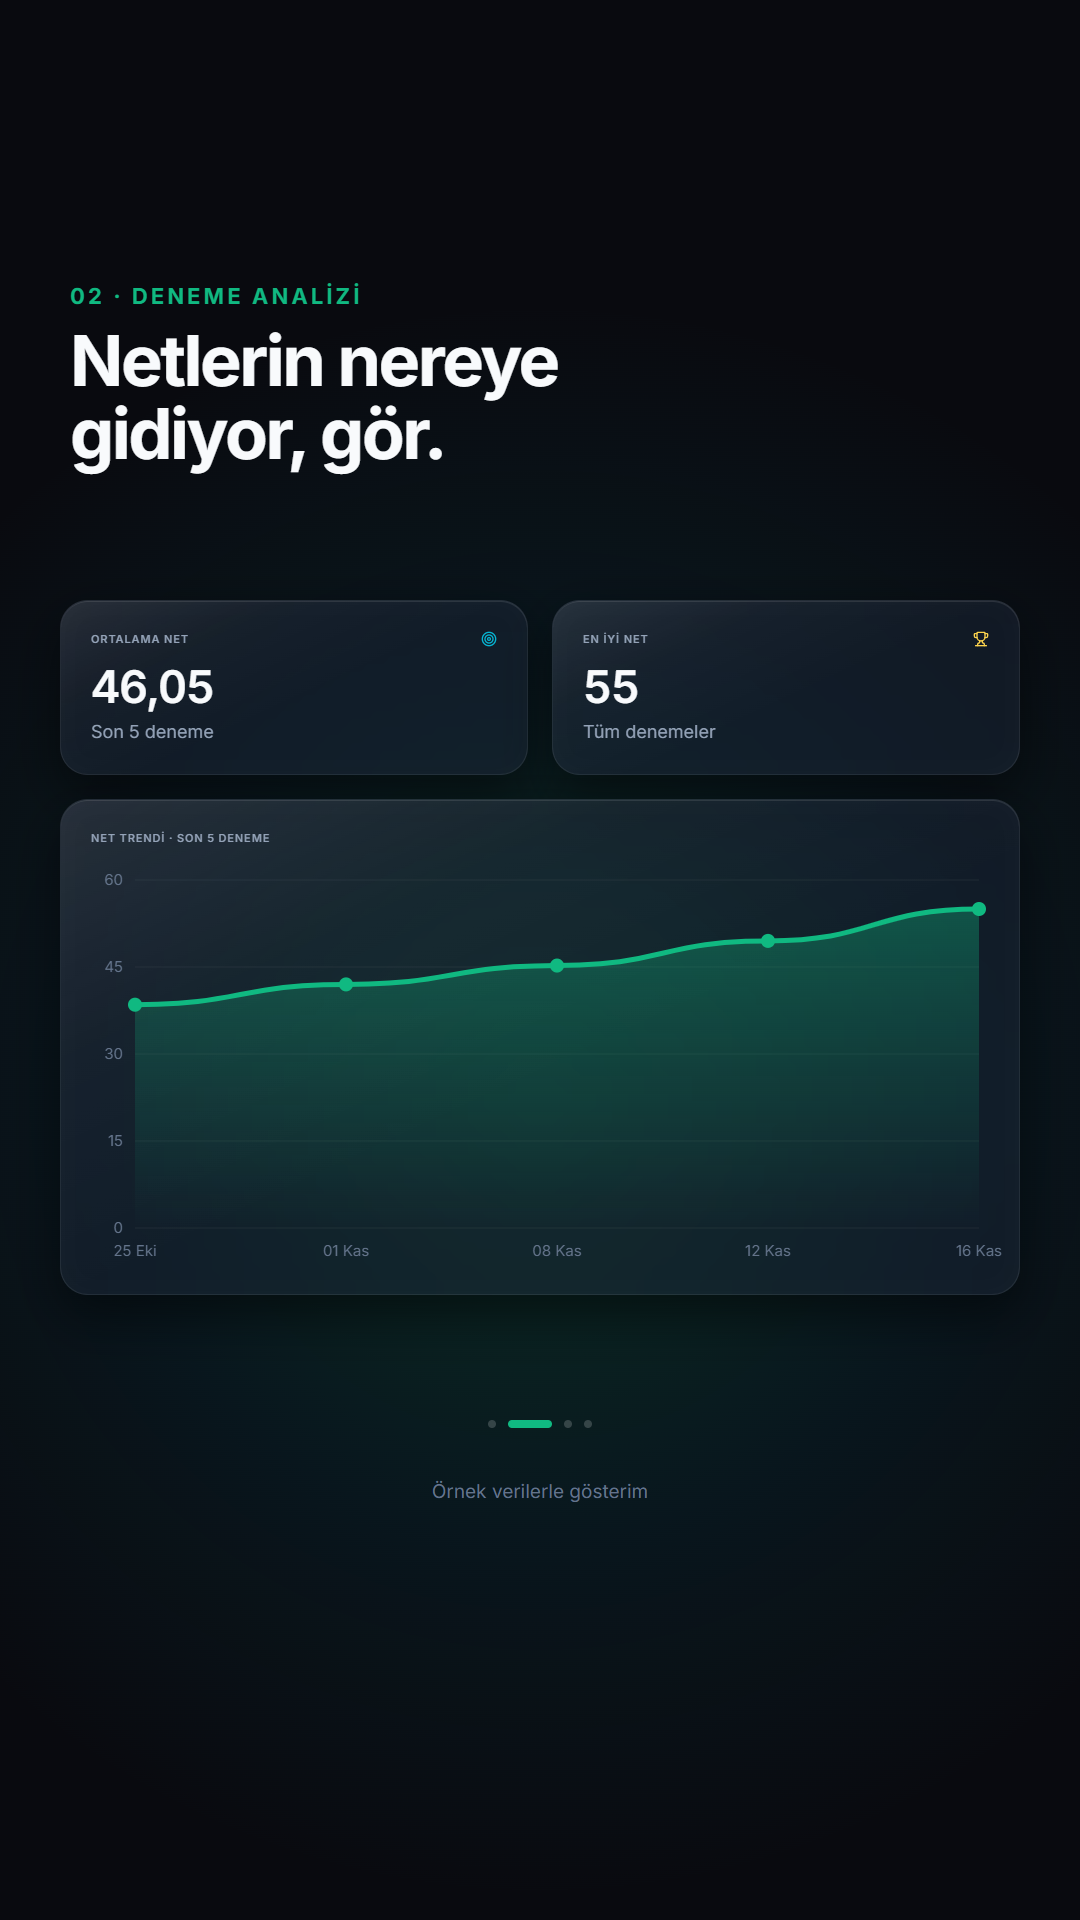 02 · DENEME ANALİZİ
Netlerin nereye
gidiyor, gör.
ORTALAMA NET
46,05
Son 5 deneme
EN İYİ NET
55
Tüm denemeler
NET TRENDİ · SON 5 DENEME
60
45
30
15
0
25 Eki 01 Kas 08 Kas 12 Kas 16 Kas
Örnek verilerle gösterim